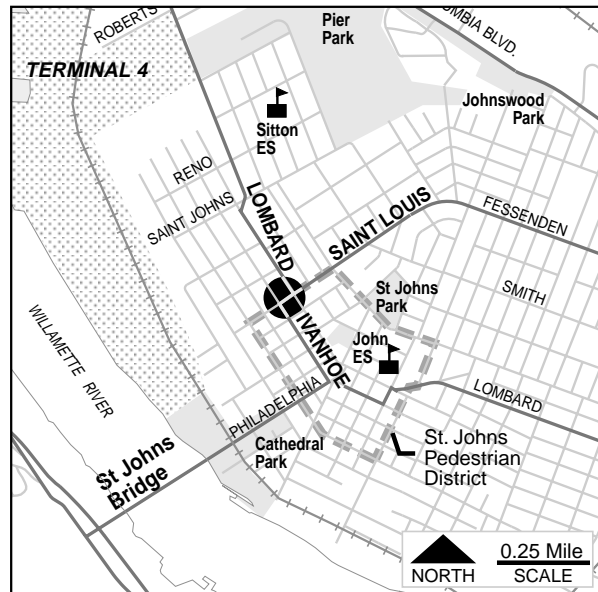 ROBERTS
Pier
Park
UMBIA BLVD.
TERMINAL 4
Johnswood
Park
Sitton
ES
RENO
LOMBARD
SAINT JOHNS
SAINT LOUIS
FESSENDEN
St Johns
Park
SMITH
WILLAMETTE RIVER
IVANHOE
John
ES
PHILADELPHIA
LOMBARD
Cathedral
Park
St Johns
Bridge
St. Johns
Pedestrian
District
NORTH
0.25 Mile
SCALE